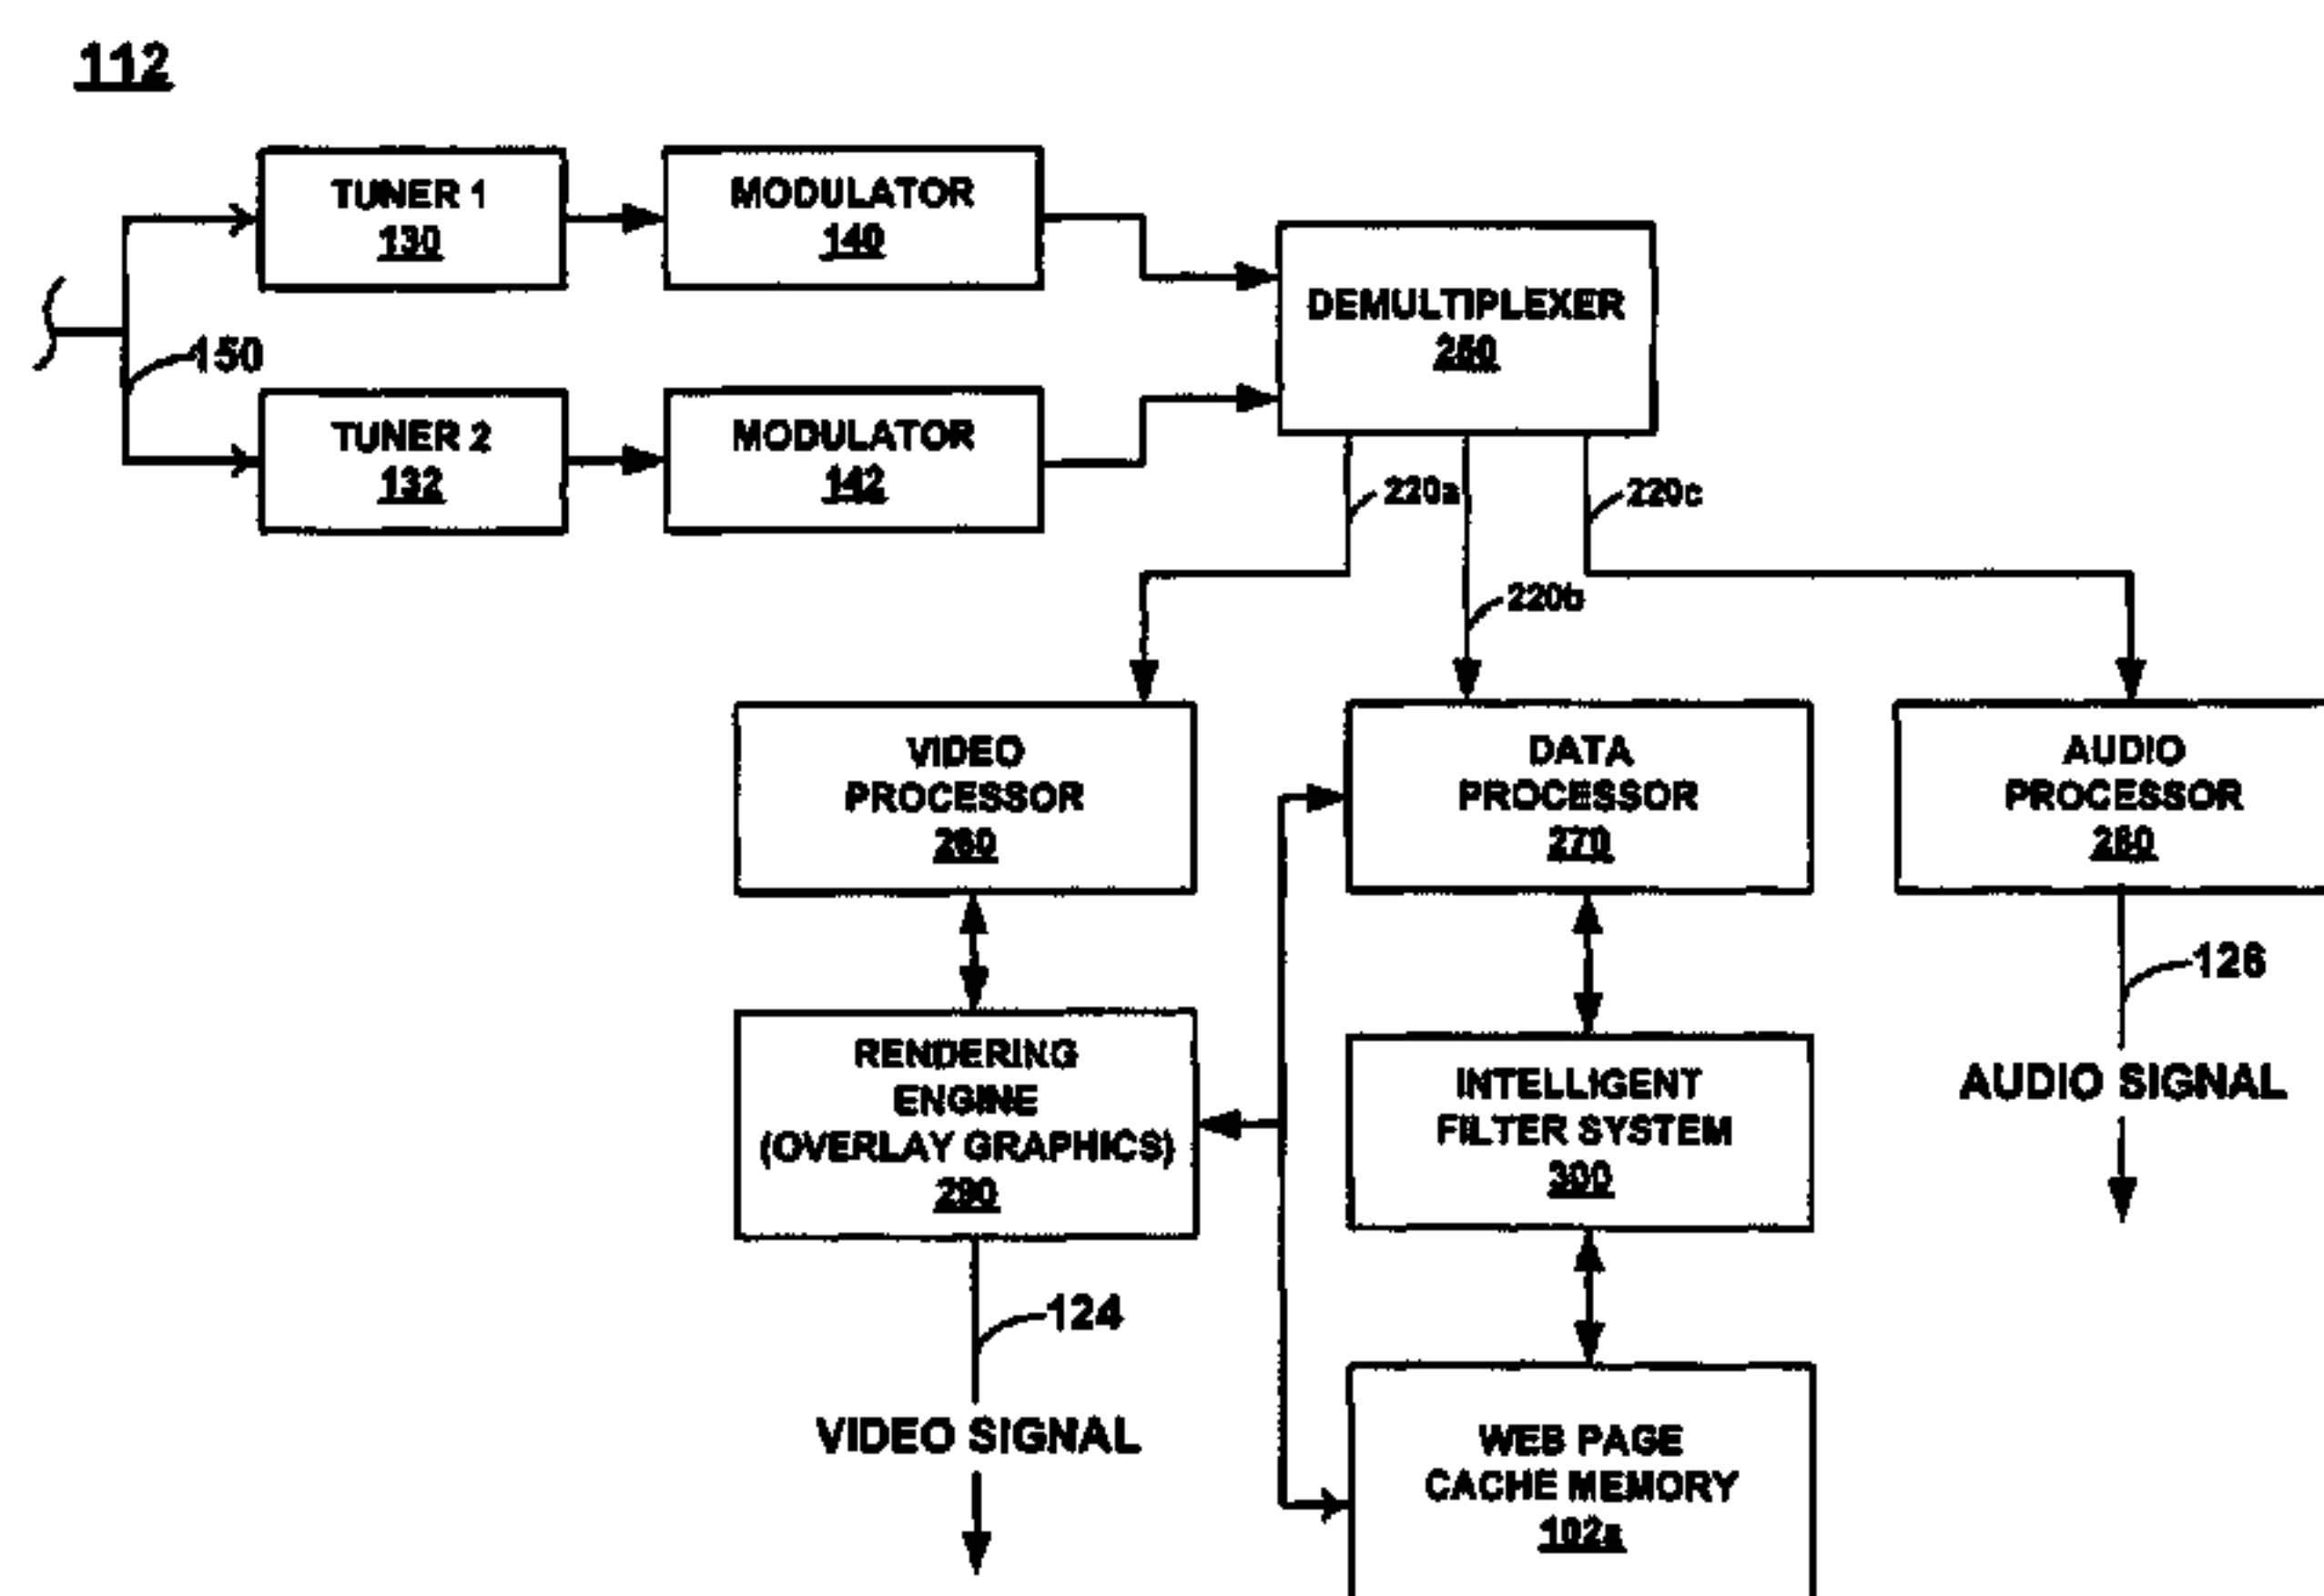 112
TUNER 1
130
MODULATOR
140
DEMULTIPLEXER
250
150
TUNER 2
132
MODULATOR
142
220a
220c
220b
VIDEO
PROCESSOR
260
DATA
PROCESSOR
270
AUDIO
PROCESSOR
280
126
RENDERING
ENGINE
(OVERLAY GRAPHICS)
290
INTELLIGENT
FILTER SYSTEM
300
AUDIO SIGNAL
124
VIDEO SIGNAL
WEB PAGE
CACHE MEMORY
102a